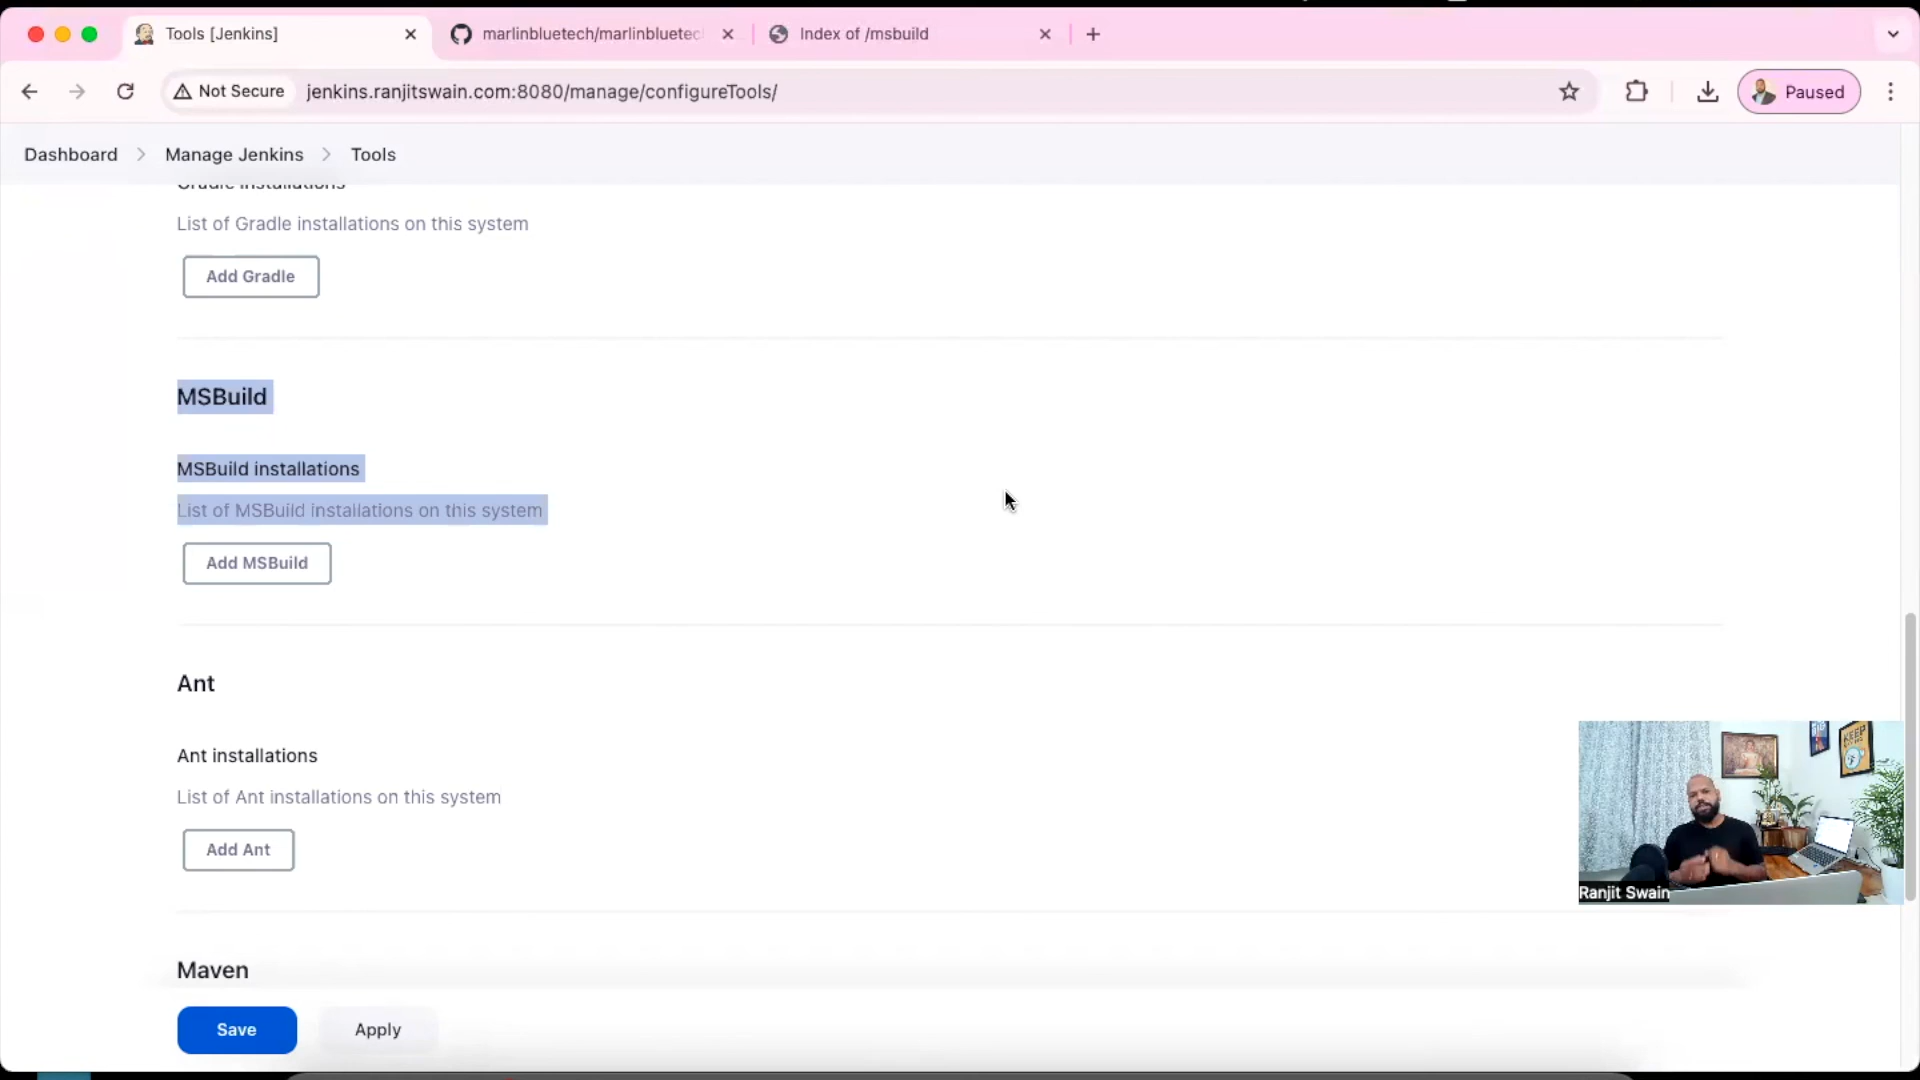 Tools [Jenkins]
marlinbluetech/marlinbluetec
Index of /msbuild
Not Secure
jenkins.ranjitswain.com:8080/manage/configureTools/
Paused
Dashboard
Manage Jenkins
Tools
Gradle installations
List of Gradle installations on this system
Add Gradle
MSBuild
MSBuild installations
List of MSBuild installations on this system
Add MSBuild
Ant
Ant installations
List of Ant installations on this system
Add Ant
KEEP
Ranjit Swain
Maven
Save
Apply